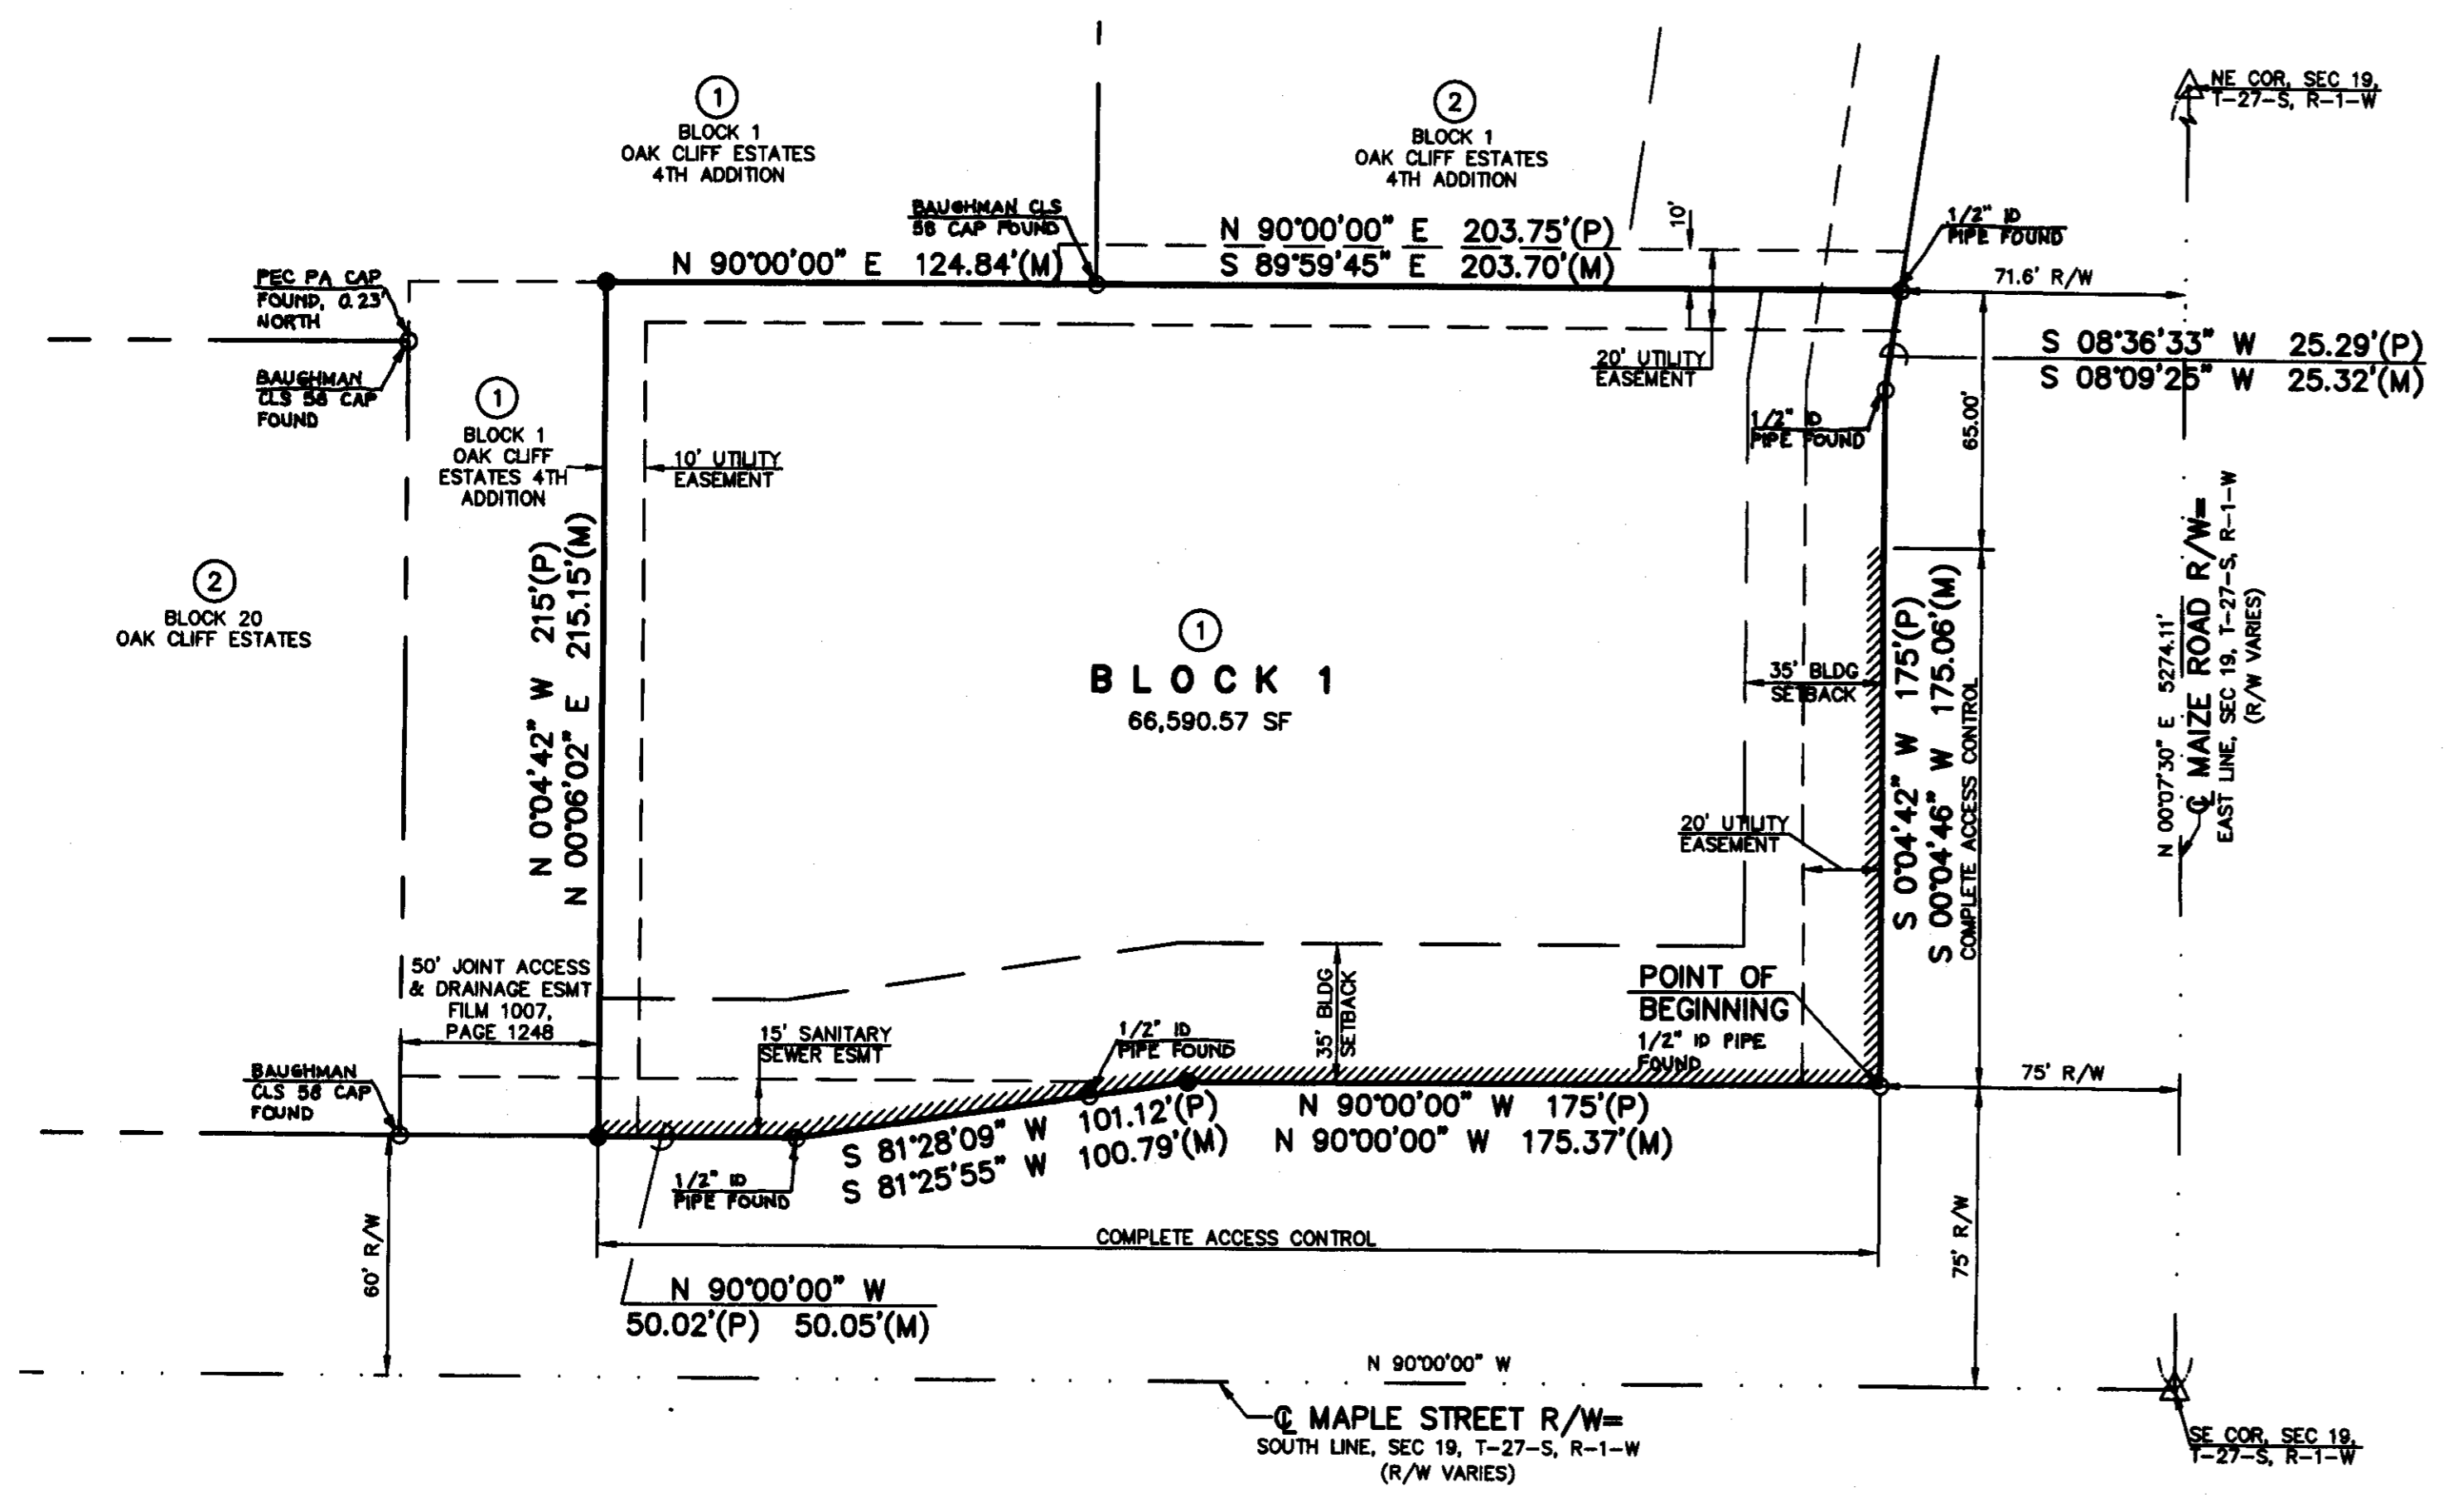 NE COR, SEC 19,
T-27-S, R-1-W
1
BLOCK 1
OAK CLIFF ESTATES
4TH ADDITION
2
BLOCK 1
OAK CLIFF ESTATES
4TH ADDITION
BAUGHMAN CLS
56 CAP FOUND
N 90°00'00" E 203.75'(P)
S 89°59'45" E 203.70'(M)
N 90°00'00" E 124.84'(M)
10'
1/2" ID
PIPE FOUND
71.6' R/W
PEC PA CAP
FOUND, 0.23'
NORTH
BAUGHMAN
CLS 56 CAP
FOUND
20' UTILITY
EASEMENT
S 08°36'33" W 25.29'(P)
S 08°09'25" W 25.32'(M)
1/2" ID
PIPE FOUND
65.00'
1
BLOCK 1
OAK CLIFF
ESTATES 4TH
ADDITION
10' UTILITY
EASEMENT
N 0°04'42" W 215'(P)
N 00°06'02" E 215.15'(M)
2
BLOCK 20
OAK CLIFF ESTATES
1
BLOCK 1
66,590.57 SF
35' BLDG
SETBACK
S 0°04'42" W 175'(P)
S 00°04'46" W 175.06'(M)
COMPLETE ACCESS CONTROL
N 00°07'30" E 5274.11'
℄ MAIZE ROAD R/W=
EAST LINE, SEC 19, T-27-S, R-1-W
(R/W VARIES)
20' UTILITY
EASEMENT
50' JOINT ACCESS
& DRAINAGE ESMT
FILM 1007,
PAGE 1248
15' SANITARY
SEWER ESMT
1/2" ID
PIPE FOUND
35' BLDG
SETBACK
POINT OF
BEGINNING
1/2" ID PIPE
FOUND
75' R/W
BAUGHMAN
CLS 56 CAP
FOUND
S 81°28'09" W 101.12'(P)
S 81°25'55" W 100.79'(M)
N 90°00'00" W 175'(P)
N 90°00'00" W 175.37'(M)
1/2" ID
PIPE FOUND
60' R/W
COMPLETE ACCESS CONTROL
75' R/W
N 90°00'00" W
50.02'(P) 50.05'(M)
N 90°00'00" W
℄ MAPLE STREET R/W=
SOUTH LINE, SEC 19, T-27-S, R-1-W
(R/W VARIES)
SE COR, SEC 19,
T-27-S, R-1-W